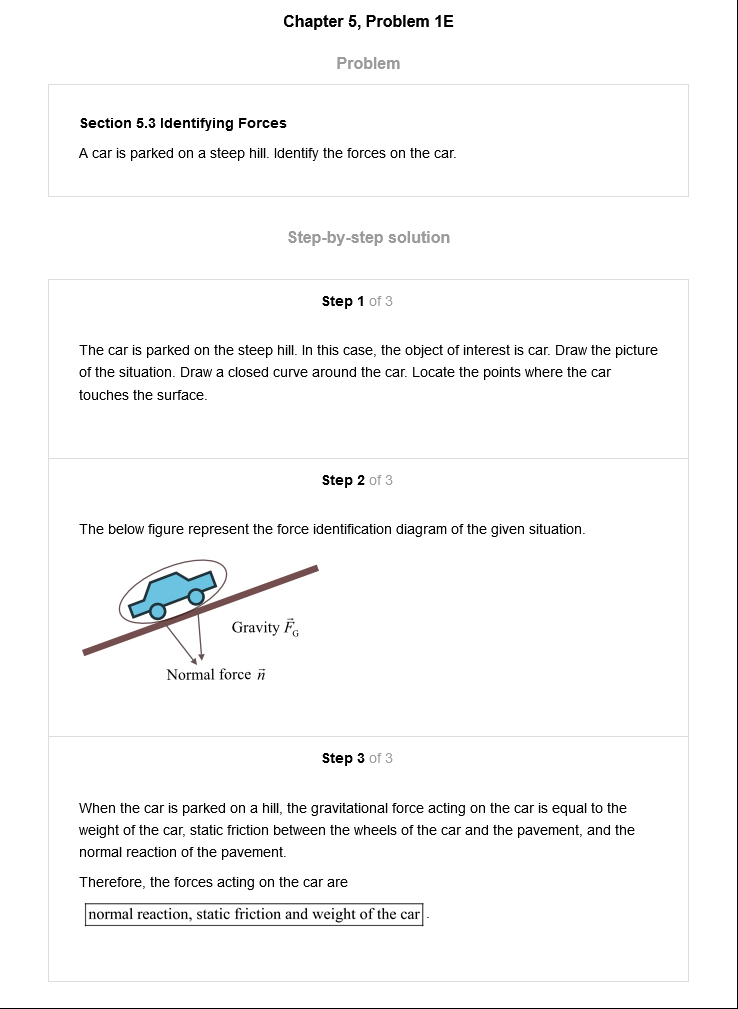 Chapter 5, Problem 1E
Problem
Section 5.3 Identifying Forces
A car is parked on a steep hill. Identify the forces on the car.
Step-by-step solution
Step 1 of 3
The car is parked on the steep hill. In this case, the object of interest is car. Draw the picture
of the situation. Draw a closed curve around the car. Locate the points where the car
touches the surface.
Step 2 of 3
The below figure represent the force identification diagram of the given situation.
Gravity F⃗_G
Normal force n⃗
Step 3 of 3
When the car is parked on a hill, the gravitational force acting on the car is equal to the
weight of the car, static friction between the wheels of the car and the pavement, and the
normal reaction of the pavement.
Therefore, the forces acting on the car are
normal reaction, static friction and weight of the car.